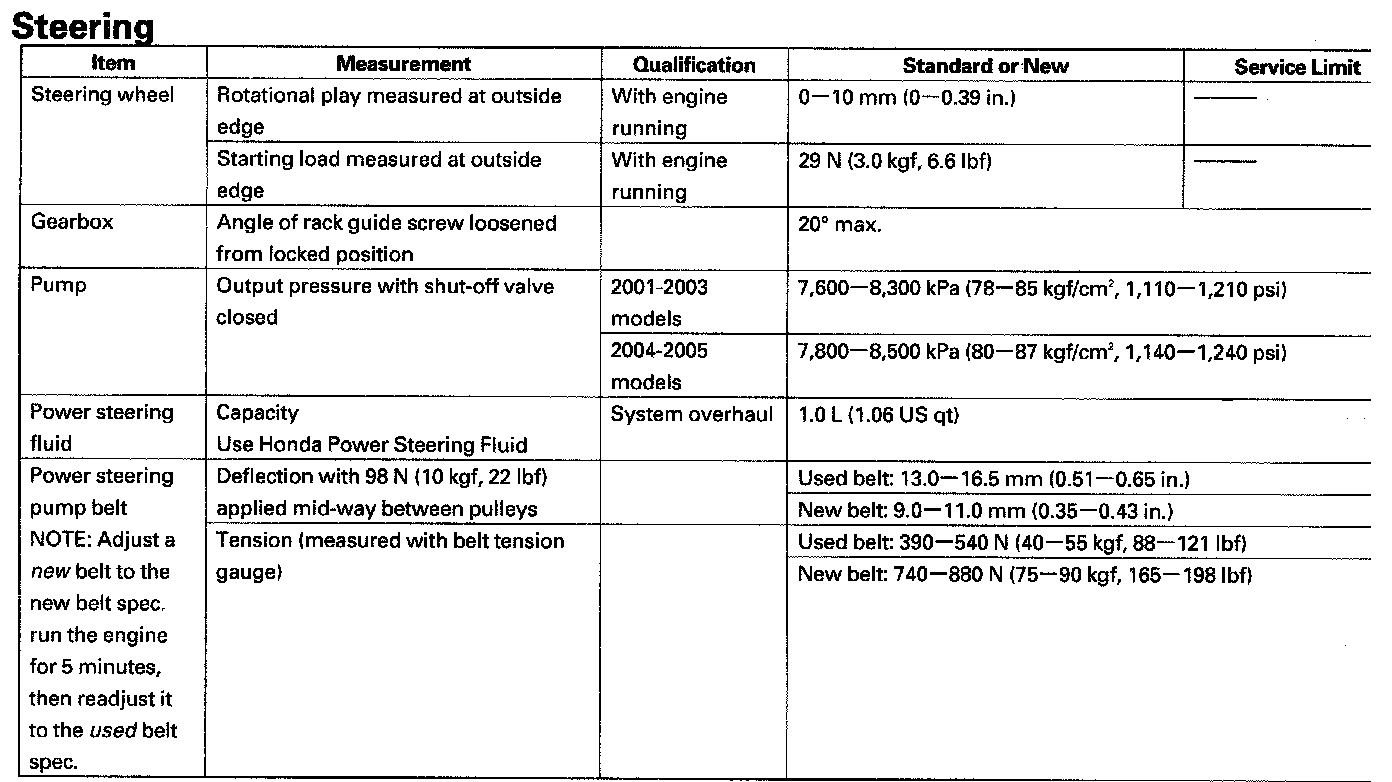 Steering
Item Measurement Qualification Standard or New Service Limit
Steering wheel Rotational play measured at outside With engine 0—10 mm (0—0.39 in.) ———
edge running
Starting load measured at outside With engine 29 N (3.0 kgf, 6.6 lbf) ———
edge running
Gearbox Angle of rack guide screw loosened 20° max.
from locked position
Pump Output pressure with shut-off valve 2001-2003 7,600—8,300 kPa (78—85 kgf/cm², 1,110—1,210 psi)
closed models
2004-2005 7,800—8,500 kPa (80—87 kgf/cm², 1,140—1,240 psi)
models
Power steering Capacity System overhaul 1.0 L (1.06 US qt)
fluid Use Honda Power Steering Fluid
Power steering Deflection with 98 N (10 kgf, 22 lbf) Used belt: 13.0—16.5 mm (0.51—0.65 in.)
pump belt applied mid-way between pulleys New belt: 9.0—11.0 mm (0.35—0.43 in.)
NOTE: Adjust a Tension (measured with belt tension Used belt: 390—540 N (40—55 kgf, 88—121 lbf)
new belt to the gauge) New belt: 740—880 N (75—90 kgf, 165—198 lbf)
new belt spec.
run the engine
for 5 minutes,
then readjust it
to the used belt
spec.